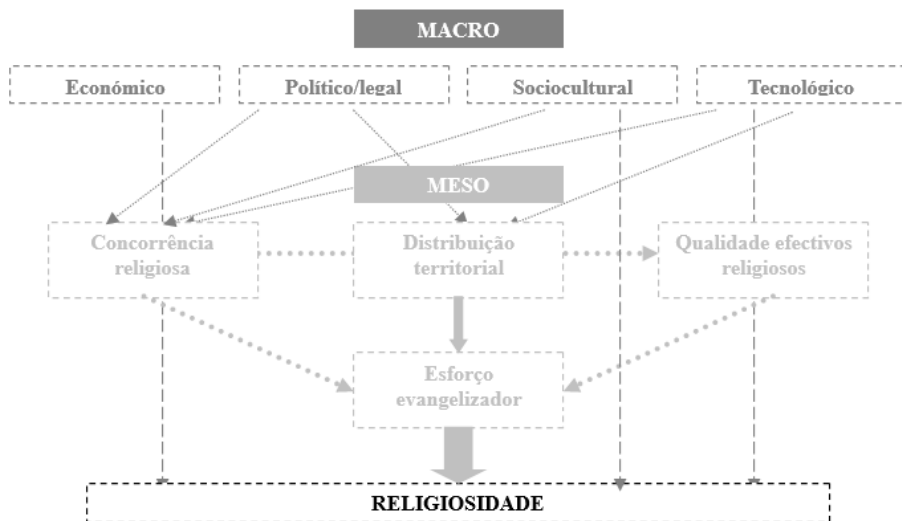 MACRO
Económico
Político/legal
Sociocultural
Tecnológico
MESO
Concorrência
religiosa
Distribuição
territorial
Qualidade efectivos
religiosos
Esforço
evangelizador
RELIGIOSIDADE